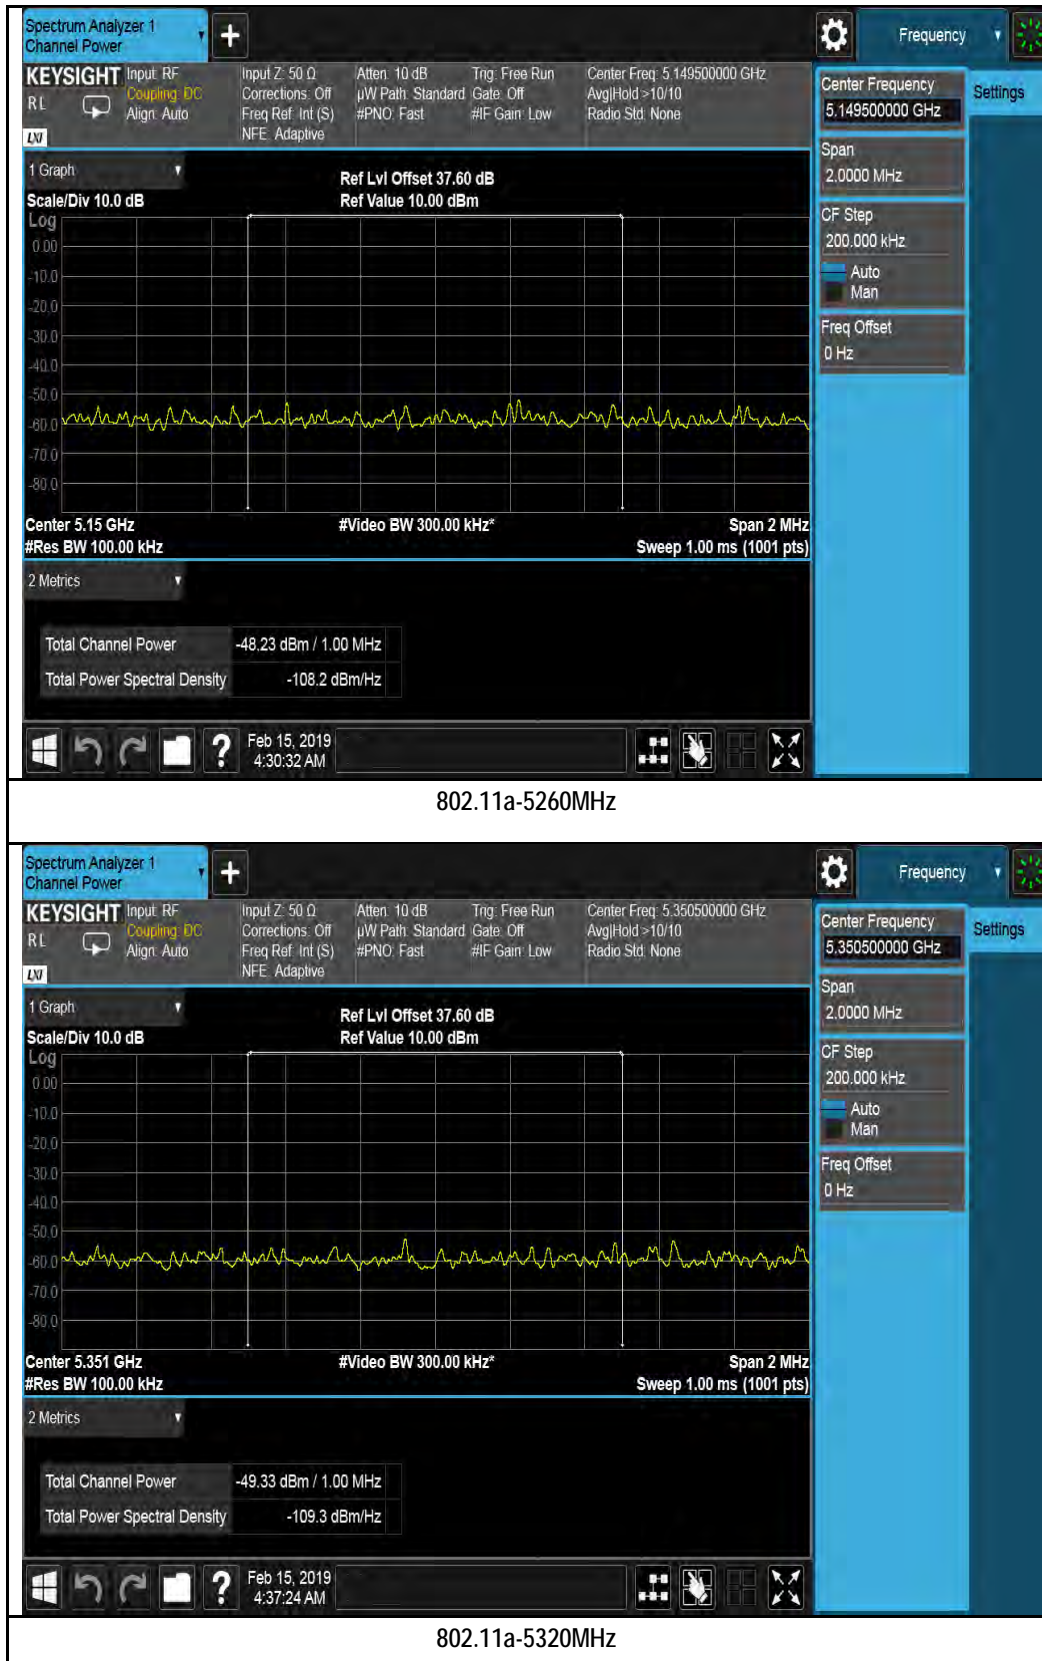 Spectrum Analyzer 1
Channel Power
Frequency
KEYSIGHT
RL
LXI
Input: RF
Coupling: DC
Align: Auto
Input Z: 50 Ω
Corrections: Off
Freq Ref: Int (S)
NFE: Adaptive
Atten: 10 dB
µW Path: Standard
#PNO: Fast
Trig: Free Run
Gate: Off
#IF Gain: Low
Center Freq: 5.149500000 GHz
Avg|Hold >10/10
Radio Std: None
Center Frequency
5.149500000 GHz
Settings
Span
2.0000 MHz
CF Step
200.000 kHz
Auto
Man
Freq Offset
0 Hz
1 Graph
Scale/Div 10.0 dB
Ref Lvl Offset 37.60 dB
Ref Value 10.00 dBm
Log
0.00
-10.0
-20.0
-30.0
-40.0
-50.0
-60.0
-70.0
-80.0
Center 5.15 GHz
#Video BW 300.00 kHz*
Span 2 MHz
#Res BW 100.00 kHz
Sweep 1.00 ms (1001 pts)
2 Metrics
Total Channel Power -48.23 dBm / 1.00 MHz
Total Power Spectral Density -108.2 dBm/Hz
?
Feb 15, 2019
4:30:32 AM
802.11a-5260MHz
Spectrum Analyzer 1
Channel Power
Frequency
KEYSIGHT
RL
LXI
Input: RF
Coupling: DC
Align: Auto
Input Z: 50 Ω
Corrections: Off
Freq Ref: Int (S)
NFE: Adaptive
Atten: 10 dB
µW Path: Standard
#PNO: Fast
Trig: Free Run
Gate: Off
#IF Gain: Low
Center Freq: 5.350500000 GHz
Avg|Hold >10/10
Radio Std: None
Center Frequency
5.350500000 GHz
Settings
Span
2.0000 MHz
CF Step
200.000 kHz
Auto
Man
Freq Offset
0 Hz
1 Graph
Scale/Div 10.0 dB
Ref Lvl Offset 37.60 dB
Ref Value 10.00 dBm
Log
0.00
-10.0
-20.0
-30.0
-40.0
-50.0
-60.0
-70.0
-80.0
Center 5.351 GHz
#Video BW 300.00 kHz*
Span 2 MHz
#Res BW 100.00 kHz
Sweep 1.00 ms (1001 pts)
2 Metrics
Total Channel Power -49.33 dBm / 1.00 MHz
Total Power Spectral Density -109.3 dBm/Hz
?
Feb 15, 2019
4:37:24 AM
802.11a-5320MHz